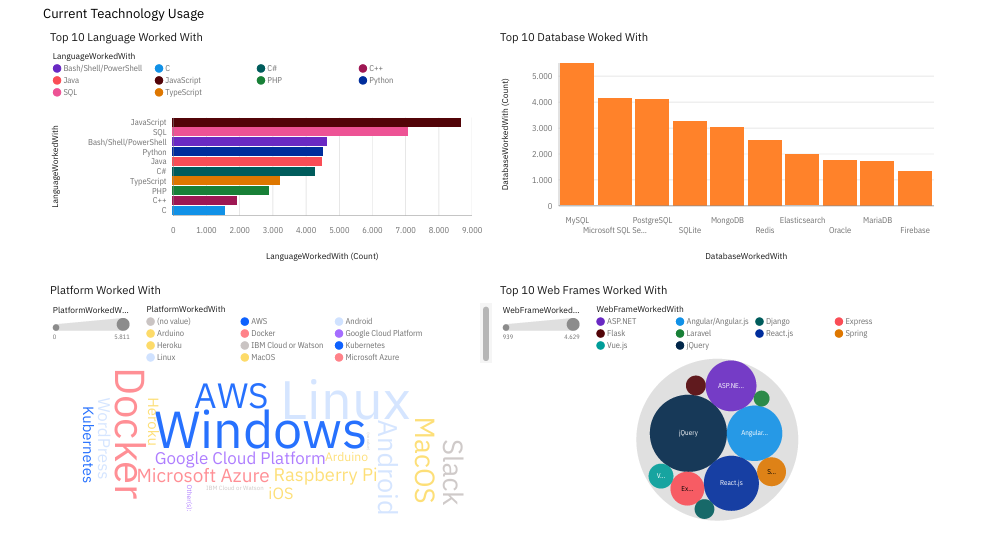 Current Teachnology Usage
Top 10 Language Worked With
LanguageWorkedWith
Bash/Shell/PowerShell C C# C++
Java JavaScript PHP Python
SQL TypeScript
LanguageWorkedWith
JavaScript
SQL
Bash/Shell/PowerShell
Python
Java
C#
TypeScript
PHP
C++
C
0 1.000 2.000 3.000 4.000 5.000 6.000 7.000 8.000 9.000
LanguageWorkedWith (Count)
Top 10 Database Woked With
DatabaseWorkedWith (Count)
5.000
4.000
3.000
2.000
1.000
0
MySQL PostgreSQL MongoDB Elasticsearch MariaDB
Microsoft SQL Se... SQLite Redis Oracle Firebase
DatabaseWorkedWith
Platform Worked With
PlatformWorkedW...
0 5.811
PlatformWorkedWith
(no value) AWS Android
Arduino Docker Google Cloud Platform
Heroku IBM Cloud or Watson Kubernetes
Linux MacOS Microsoft Azure
Kubernetes
WordPress
Docker
Heroku
AWS
Linux
Windows
Google Cloud Platform
Arduino
Microsoft Azure
Raspberry Pi
Other(s):
IBM Cloud or Watson
iOS
Android
MacOS
Slack
Top 10 Web Frames Worked With
WebFrameWorked...
939 4.629
WebFrameWorkedWith
ASP.NET Angular/Angular.js Django Express
Flask Laravel React.js Spring
Vue.js jQuery
ASP.NE...
jQuery
Angular...
V...
Ex...
React.js
S...